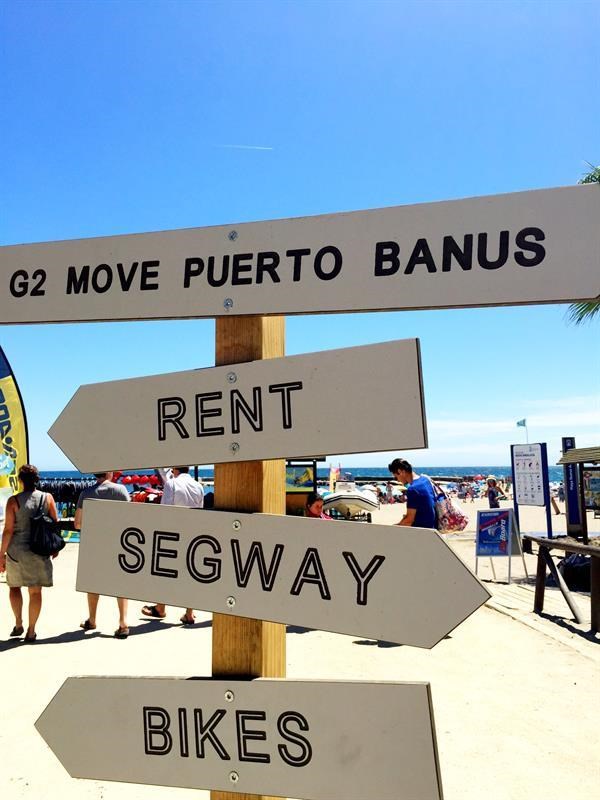 G2 MOVE PUERTO BANUS
RENT
SEGWAY
BIKES